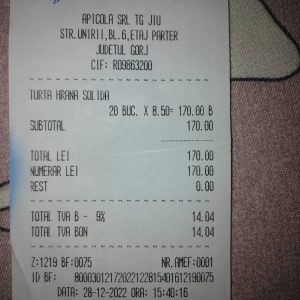 APICOLA SRL TG JIU
STR.UNIRII,BL.6,ETAJ PARTER
JUDETUL GORJ
CIF: RO9863200
TURTA HRANA SOLIDA
20 BUC. X 8.50= 170.00 B
SUBTOTAL 170.00
TOTAL LEI 170.00
NUMERAR LEI 170.00
REST 0.00
TOTAL TVA B - 9% 14.04
TOTAL TVA BON 14.04
Z:1219 BF:0075 NR.AMEF:0001
ID BF: 80003012172022122815401612190075
DATA: 28-12-2022 ORA: 15:40:16